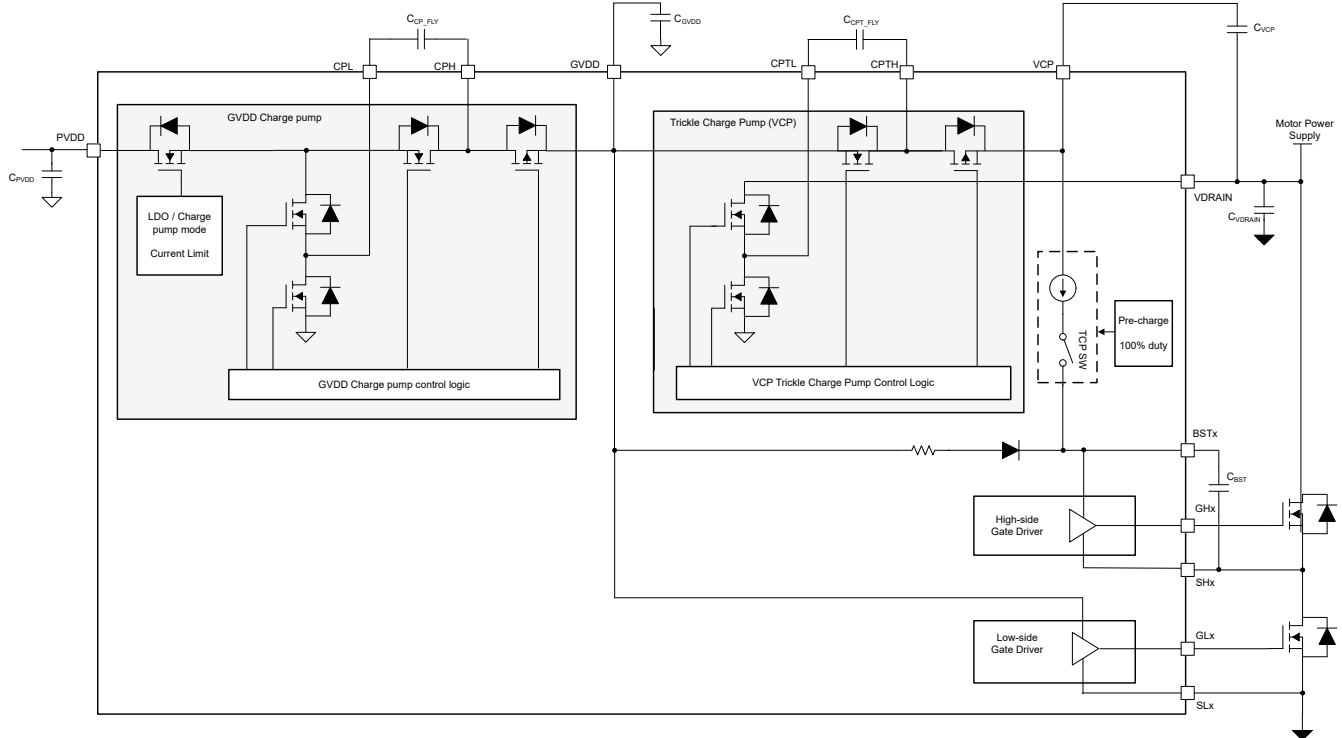 CCP_FLY
CGVDD
CCPT_FLY
CVCP
CPL
CPH
GVDD
CPTL
CPTH
VCP
GVDD Charge pump
Trickle Charge Pump (VCP)
Motor Power
Supply
PVDD
CPVDD
LDO / Charge
pump mode
Current Limit
VDRAIN
CVDRAIN
TCP SW
Pre-charge
100% duty
GVDD Charge pump control logic
VCP Trickle Charge Pump Control Logic
BSTx
CBST
High-side
Gate Driver
GHx
SHx
Low-side
Gate Driver
GLx
SLx